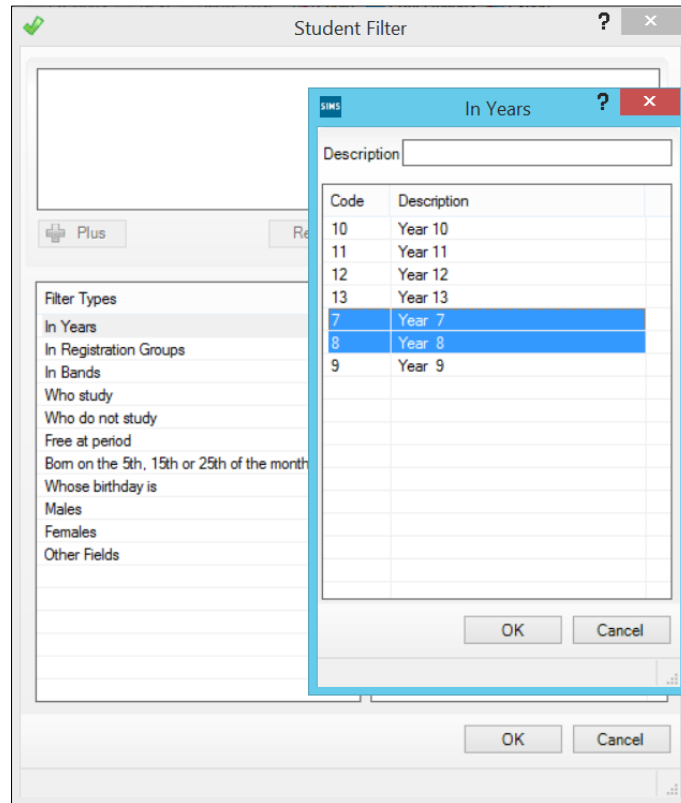 Student Filter
?
SIMS
In Years
?
Description
Code Description
10 Year 10
11 Year 11
12 Year 12
13 Year 13
7 Year 7
8 Year 8
9 Year 9
OK Cancel
Plus
Re
Filter Types
In Years
In Registration Groups
In Bands
Who study
Who do not study
Free at period
Born on the 5th, 15th or 25th of the month
Whose birthday is
Males
Females
Other Fields
OK Cancel